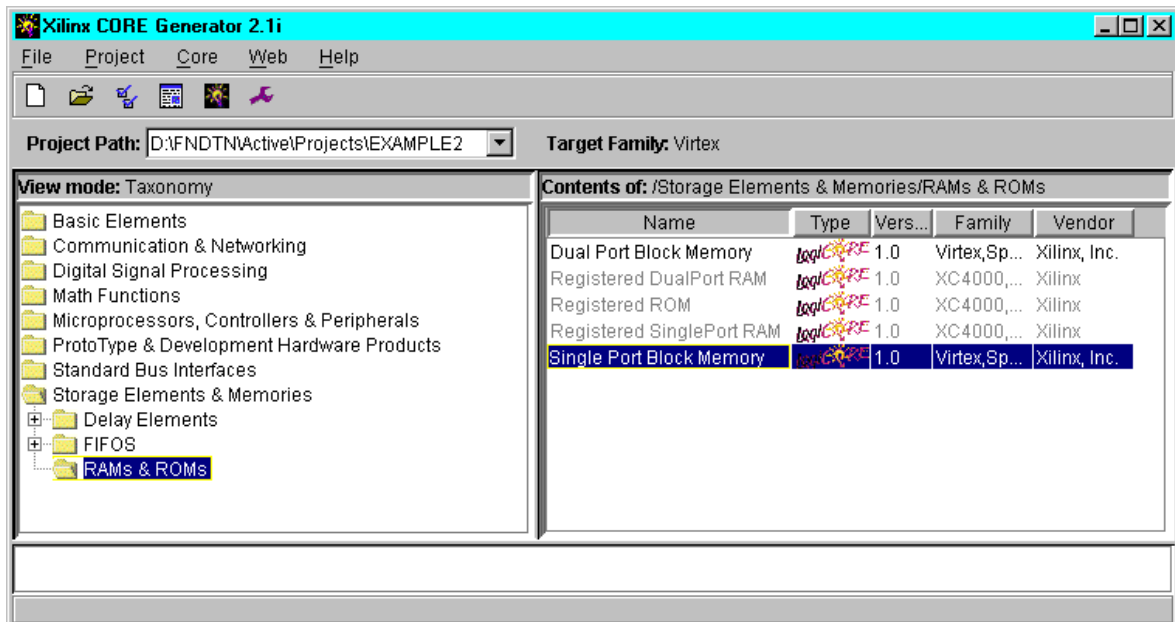 Xilinx CORE Generator 2.1i
File Project Core Web Help
Project Path: D:\FNDTN\Active\Projects\EXAMPLE2 Target Family: Virtex
View mode: Taxonomy
Basic Elements
Communication & Networking
Digital Signal Processing
Math Functions
Microprocessors, Controllers & Peripherals
ProtoType & Development Hardware Products
Standard Bus Interfaces
Storage Elements & Memories
Delay Elements
FIFOS
RAMs & ROMs
Contents of: /Storage Elements & Memories/RAMs & ROMs
Name Type Vers... Family Vendor
Dual Port Block Memory logiCORE 1.0 Virtex,Sp... Xilinx, Inc.
Registered DualPort RAM logiCORE 1.0 XC4000,... Xilinx
Registered ROM logiCORE 1.0 XC4000,... Xilinx
Registered SinglePort RAM logiCORE 1.0 XC4000,... Xilinx
Single Port Block Memory logiCORE 1.0 Virtex,Sp... Xilinx, Inc.